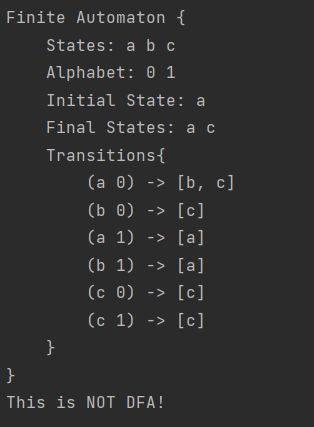 Finite Automaton {
    States: a b c
    Alphabet: 0 1
    Initial State: a
    Final States: a c
    Transitions{
        (a 0) -> [b, c]
        (b 0) -> [c]
        (a 1) -> [a]
        (b 1) -> [a]
        (c 0) -> [c]
        (c 1) -> [c]
    }
}
This is NOT DFA!